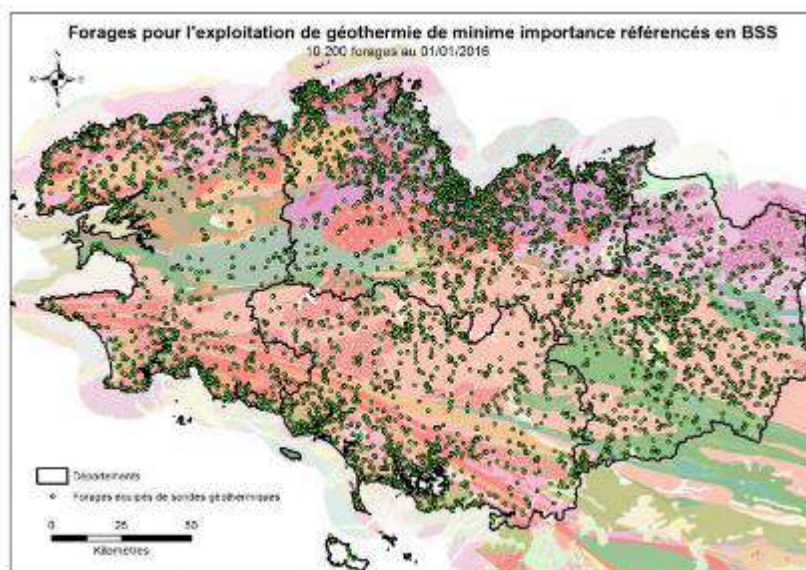 Forages pour l'exploitation de géothermie de minime importance référencés en BSS
10 200 forages au 01/01/2016
N
Départements
Forages équipés de sondes géothermiques
0 25 50
Kilomètres